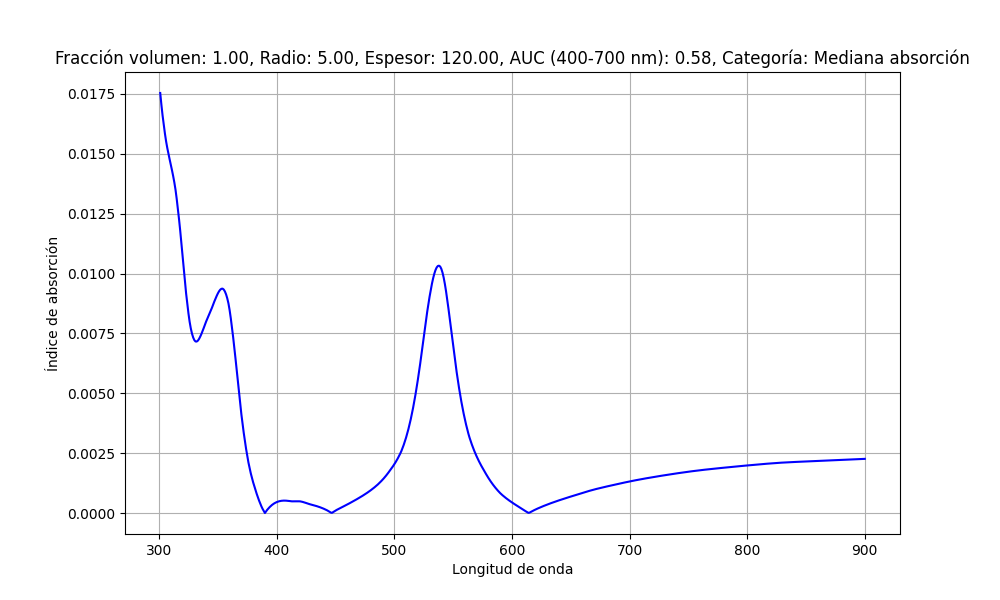 Fracción volumen: 1.00, Radio: 5.00, Espesor: 120.00, AUC (400-700 nm): 0.58, Categoría: Mediana absorción
0.0175
0.0150
0.0125
0.0100
0.0075
0.0050
0.0025
0.0000
Índice de absorción
300 400 500 600 700 800 900
Longitud de onda